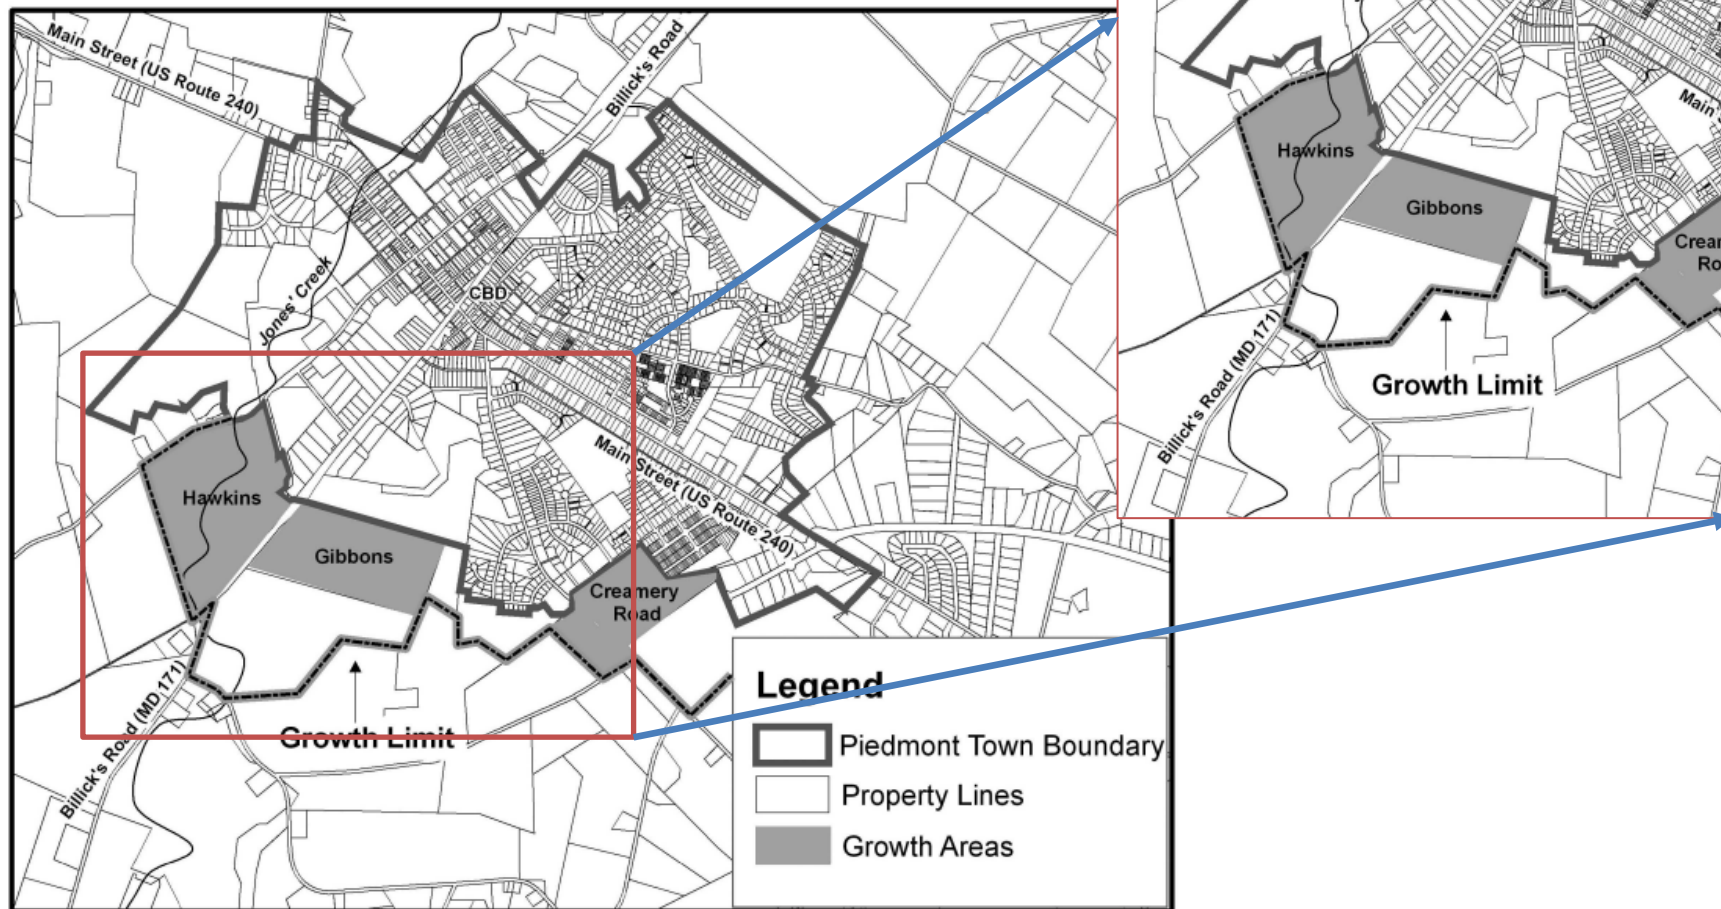 Main Street (US Route 240)
Billick's Road
Jones' Creek
CBD
Main Street (US Route 240)
Hawkins
Gibbons
Creamery
Road
Billick's Road (MD 171)
Growth Limit
Legend
Piedmont Town Boundary
Property Lines
Growth Areas
Main
Hawkins
Gibbons
Crear
Ro
Billick's Road (MD 171)
Growth Limit